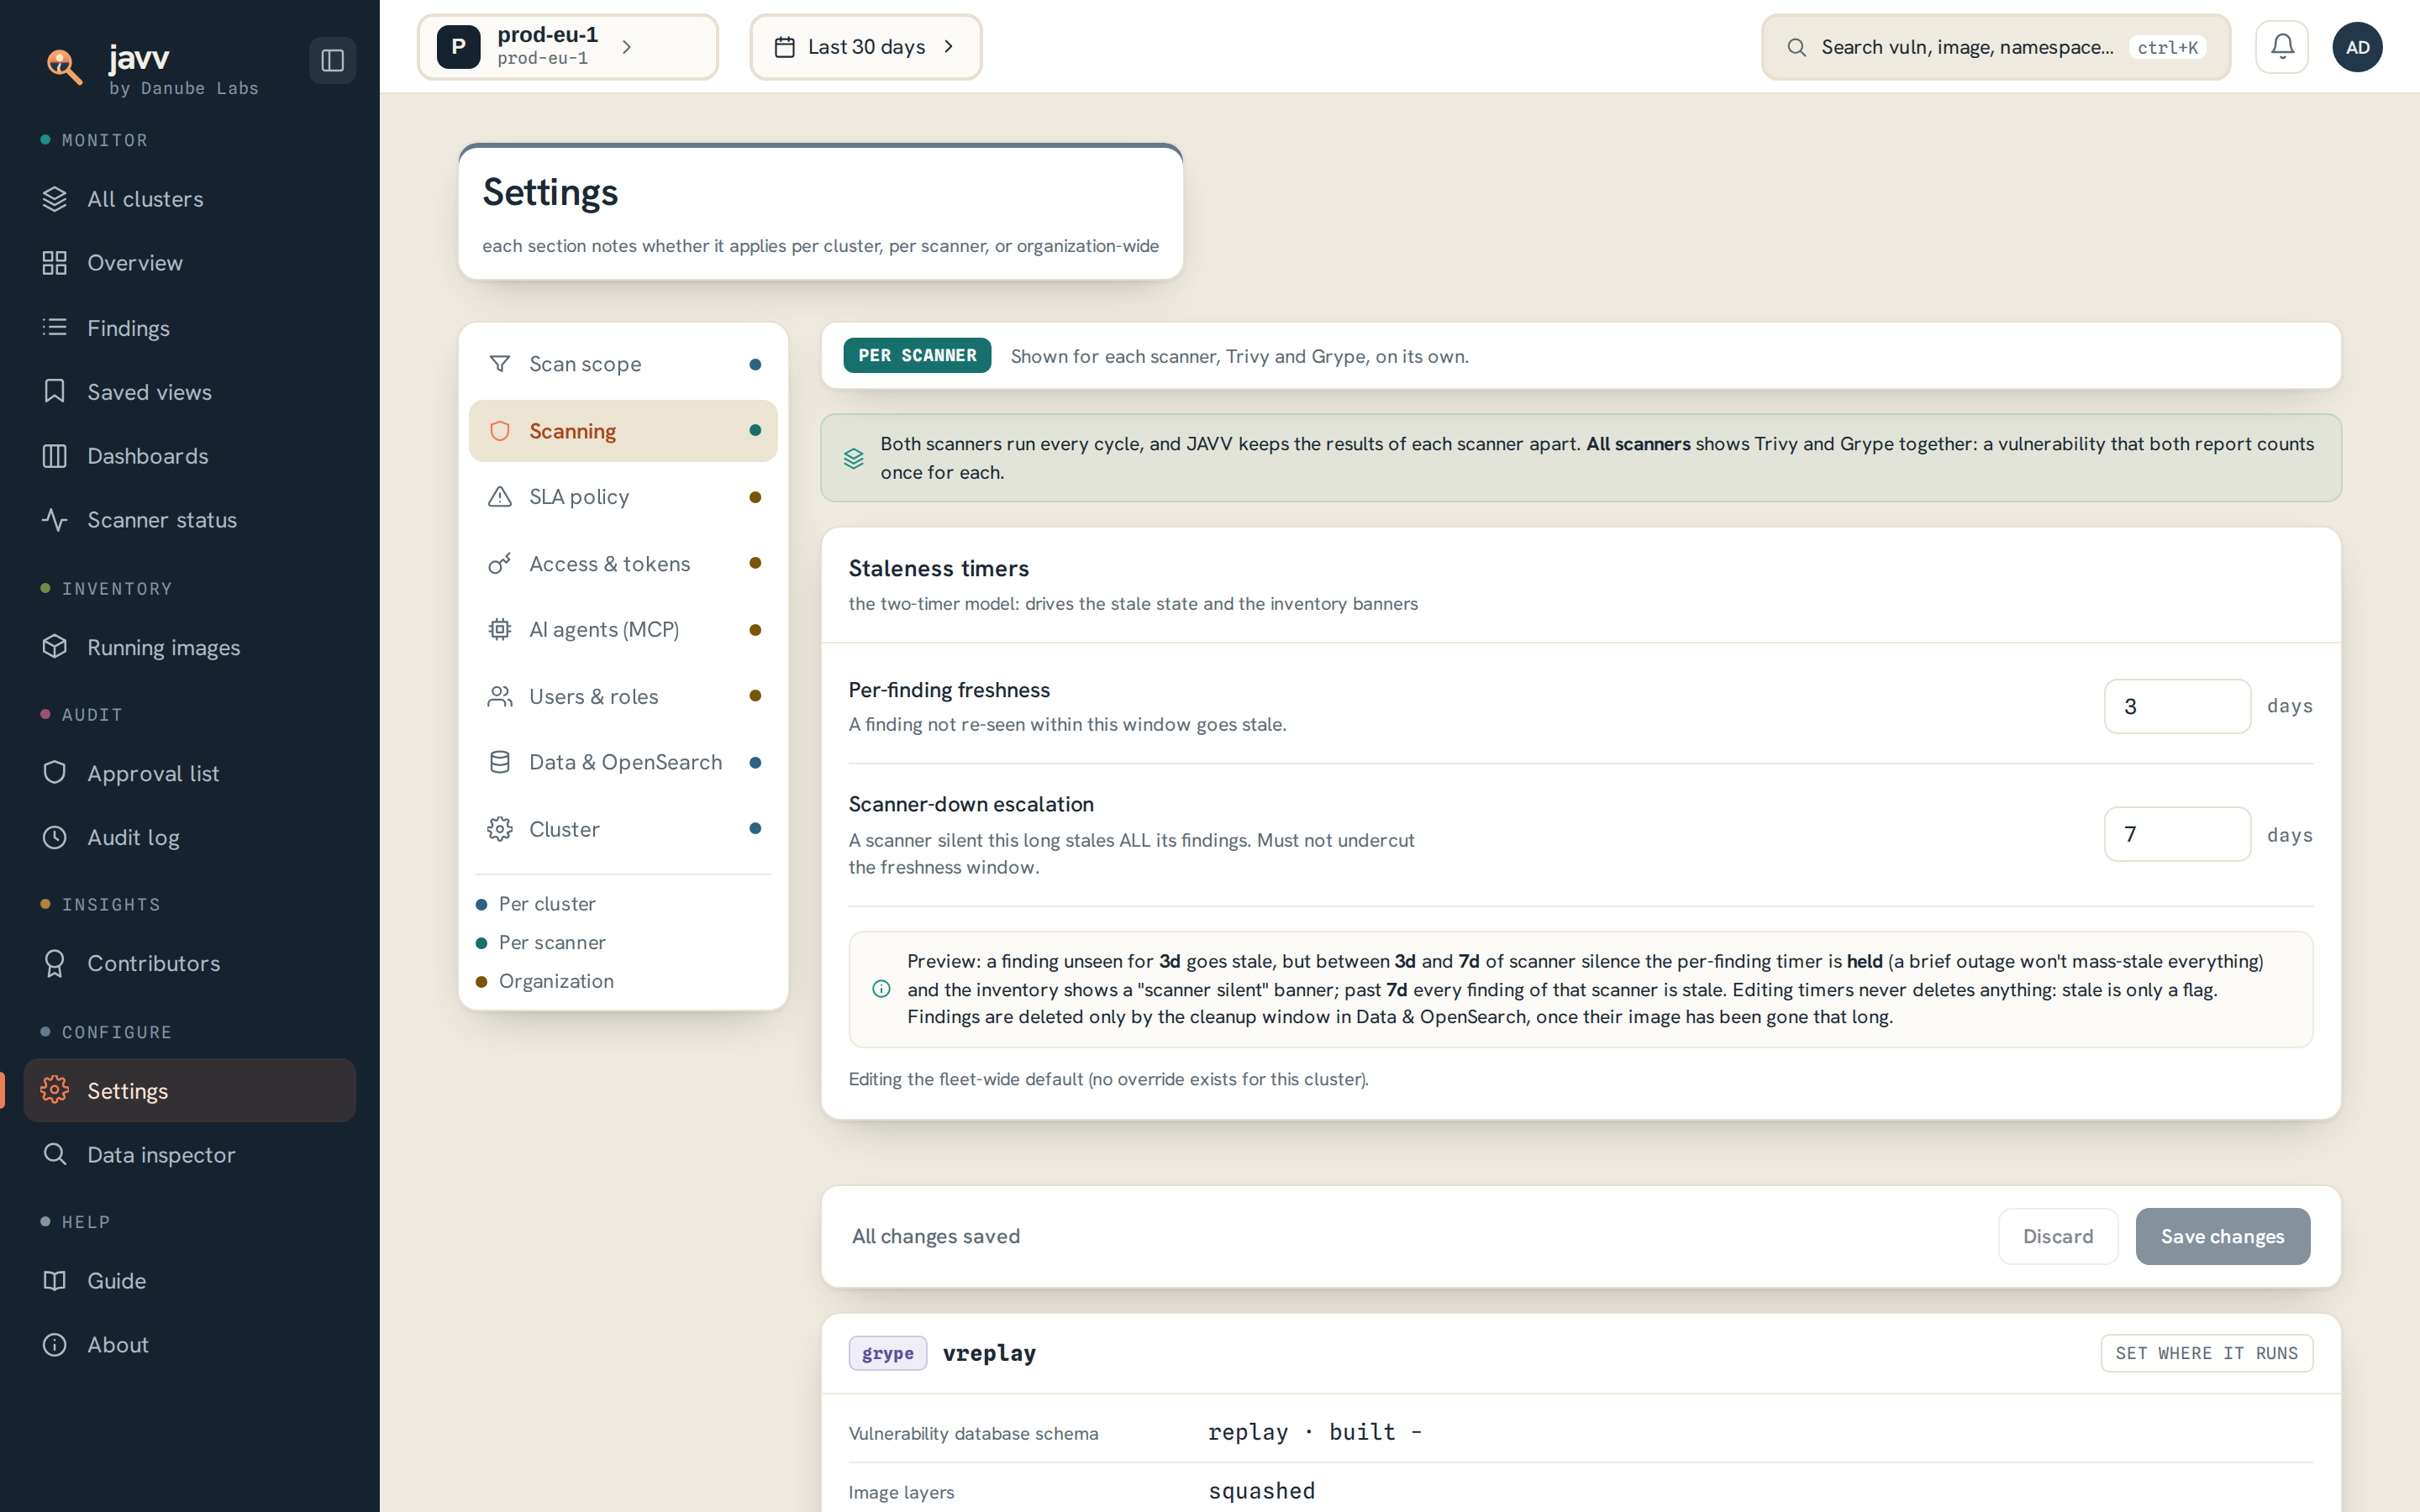 javv
by Danube Labs
MONITOR
All clusters
Overview
Findings
Saved views
Dashboards
Scanner status
INVENTORY
Running images
AUDIT
Approval list
Audit log
INSIGHTS
Contributors
CONFIGURE
Settings
Data inspector
HELP
Guide
About
P
prod-eu-1
prod-eu-1
Last 30 days
Search vuln, image, namespace...
ctrl+K
AD
Settings
each section notes whether it applies per cluster, per scanner, or organization-wide
Scan scope
Scanning
SLA policy
Access & tokens
AI agents (MCP)
Users & roles
Data & OpenSearch
Cluster
Per cluster
Per scanner
Organization
PER SCANNER
Shown for each scanner, Trivy and Grype, on its own.
Both scanners run every cycle, and JAVV keeps the results of each scanner apart. All scanners shows Trivy and Grype together: a vulnerability that both report counts
once for each.
Staleness timers
the two-timer model: drives the stale state and the inventory banners
Per-finding freshness
A finding not re-seen within this window goes stale.
3
days
Scanner-down escalation
A scanner silent this long stales ALL its findings. Must not undercut
the freshness window.
7
days
Preview: a finding unseen for 3d goes stale, but between 3d and 7d of scanner silence the per-finding timer is held (a brief outage won't mass-stale everything)
and the inventory shows a "scanner silent" banner; past 7d every finding of that scanner is stale. Editing timers never deletes anything: stale is only a flag.
Findings are deleted only by the cleanup window in Data & OpenSearch, once their image has been gone that long.
Editing the fleet-wide default (no override exists for this cluster).
All changes saved
Discard
Save changes
grype
vreplay
SET WHERE IT RUNS
Vulnerability database schema
replay · built -
Image layers
squashed